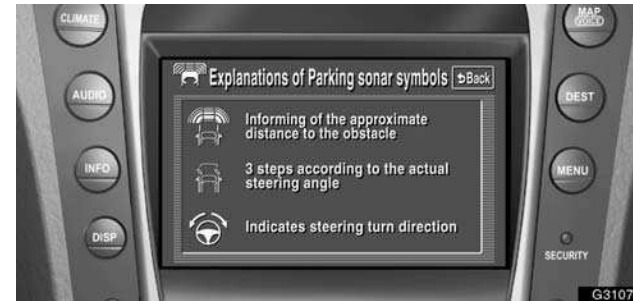 CLIMATE
MAP
VOICE
Explanations of Parking sonar symbols
Back
AUDIO
DEST
Informing of the approximate
distance to the obstacle
INFO
3 steps according to the actual
steering angle
MENU
DISP
Indicates steering turn direction
SECURITY
G3107